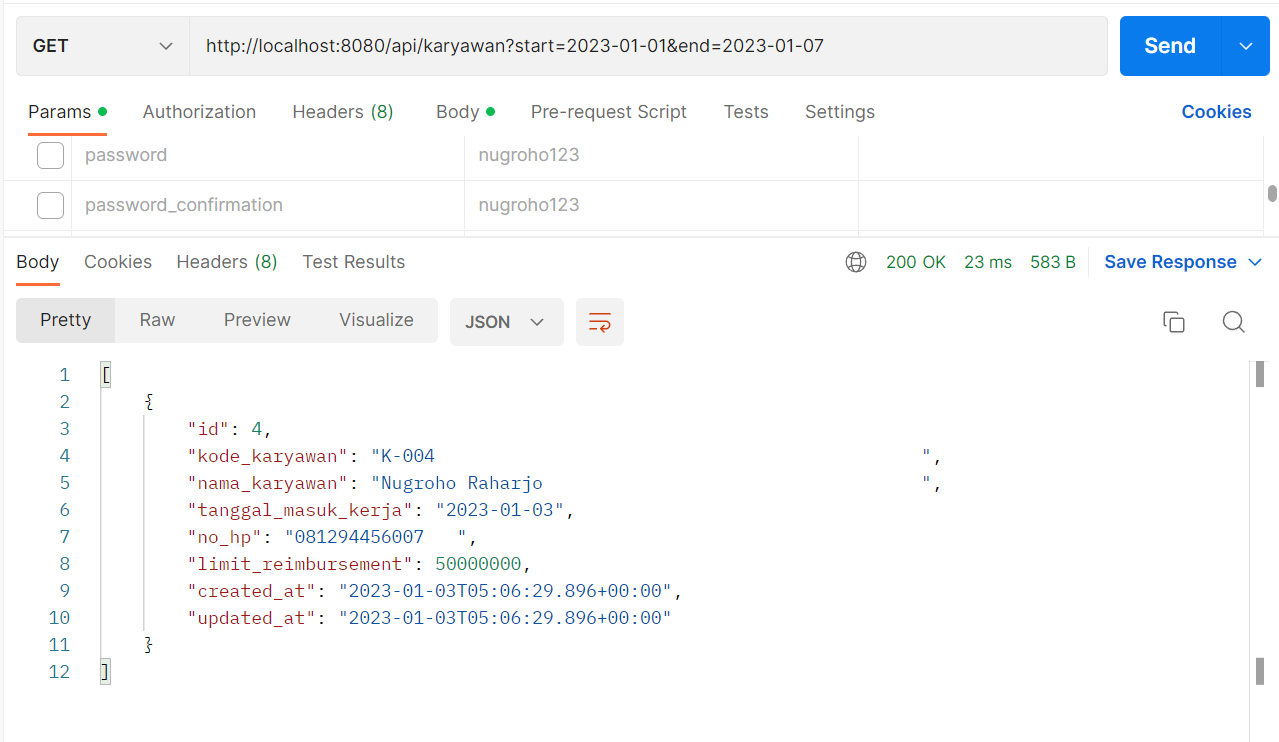 GET http://localhost:8080/api/karyawan?start=2023-01-01&end=2023-01-07 Send
Params Authorization Headers (8) Body Pre-request Script Tests Settings Cookies
password nugroho123
password_confirmation nugroho123
Body Cookies Headers (8) Test Results 200 OK 23 ms 583 B Save Response
Pretty Raw Preview Visualize JSON
1 [
2 {
3 "id": 4,
4 "kode_karyawan": "K-004                                             ",
5 "nama_karyawan": "Nugroho Raharjo                                   ",
6 "tanggal_masuk_kerja": "2023-01-03",
7 "no_hp": "081294456007   ",
8 "limit_reimbursement": 50000000,
9 "created_at": "2023-01-03T05:06:29.896+00:00",
10 "updated_at": "2023-01-03T05:06:29.896+00:00"
11 }
12 ]